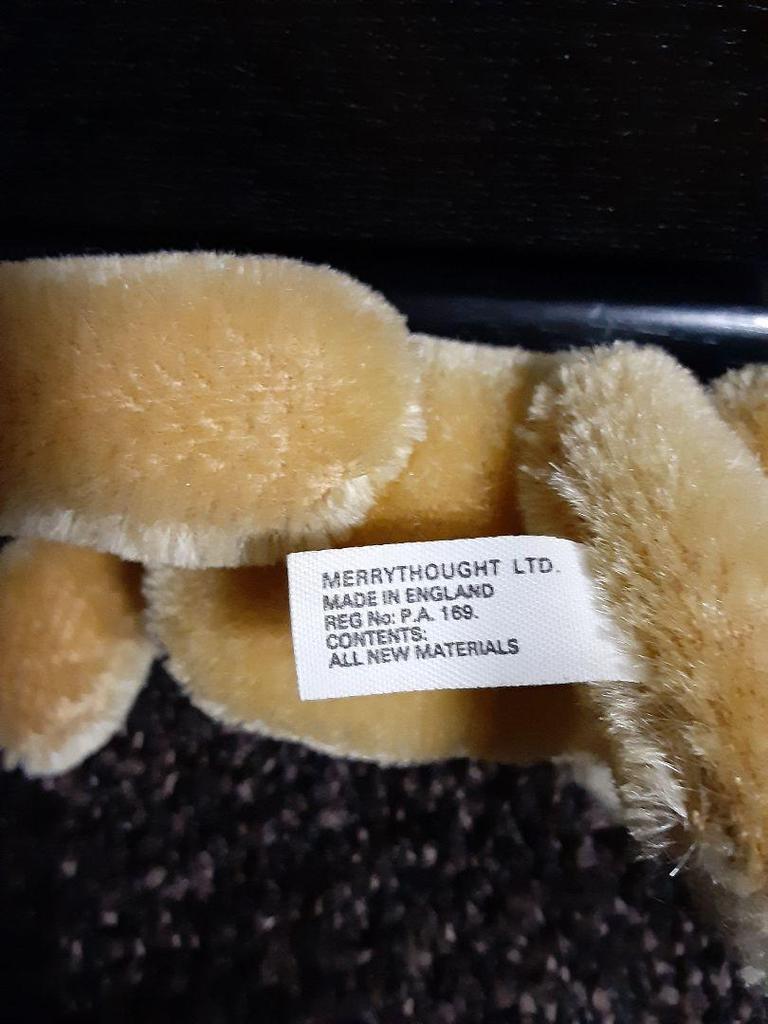 MERRYTHOUGHT LTD.
MADE IN ENGLAND
REG No: P.A. 169.
CONTENTS:
ALL NEW MATERIALS